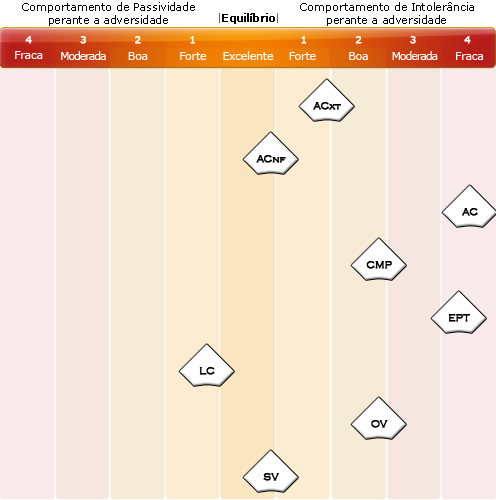 Comportamento de Passividade
perante a adversidade
|Equilíbrio|
Comportamento de Intolerância
perante a adversidade
4 3 2 1 1 2 3 4
Fraca Moderada Boa Forte Excelente Forte Boa Moderada Fraca
ACXT
ACNF
AC
CMP
EPT
LC
OV
SV